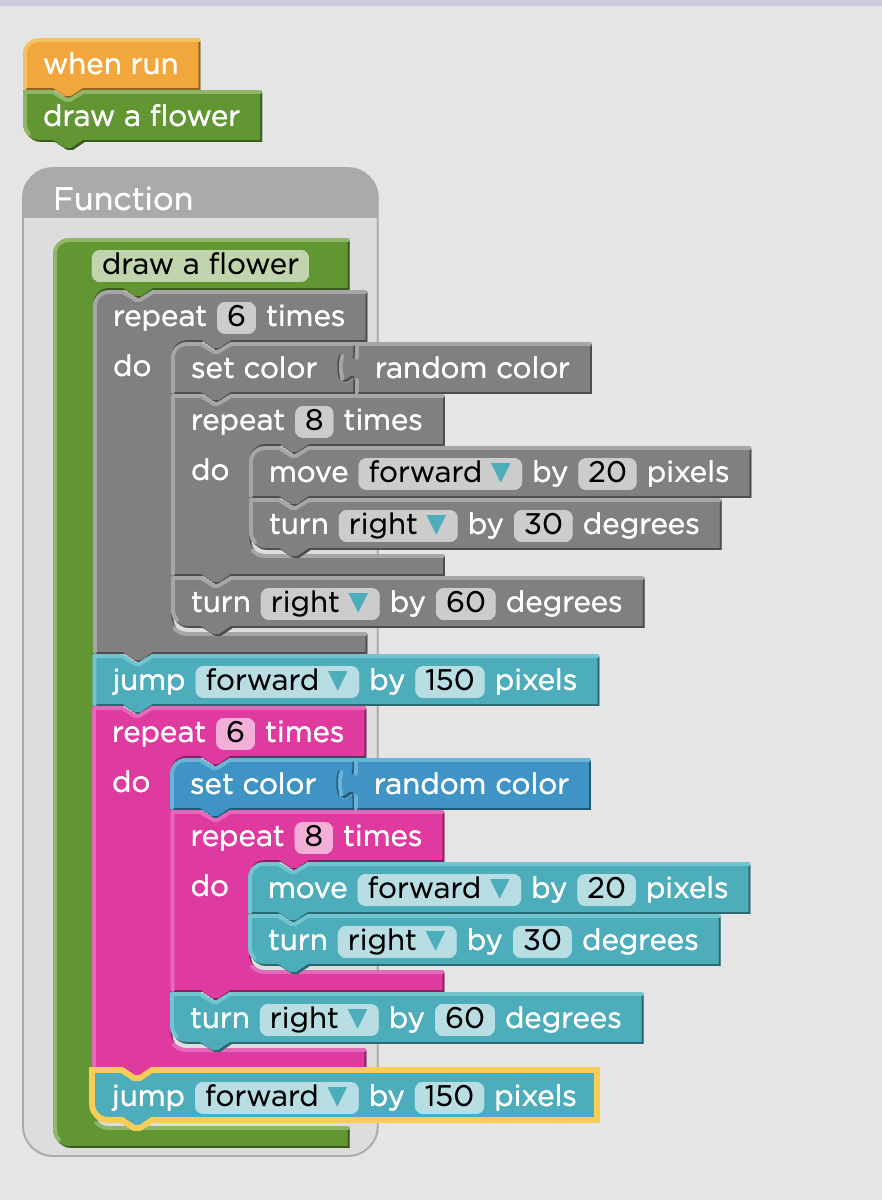 when run
draw a flower
Function
draw a flower
repeat 6 times
do set color random color
repeat 8 times
do move forward by 20 pixels
turn right by 30 degrees
turn right by 60 degrees
jump forward by 150 pixels
repeat 6 times
do set color random color
repeat 8 times
do move forward by 20 pixels
turn right by 30 degrees
turn right by 60 degrees
jump forward by 150 pixels